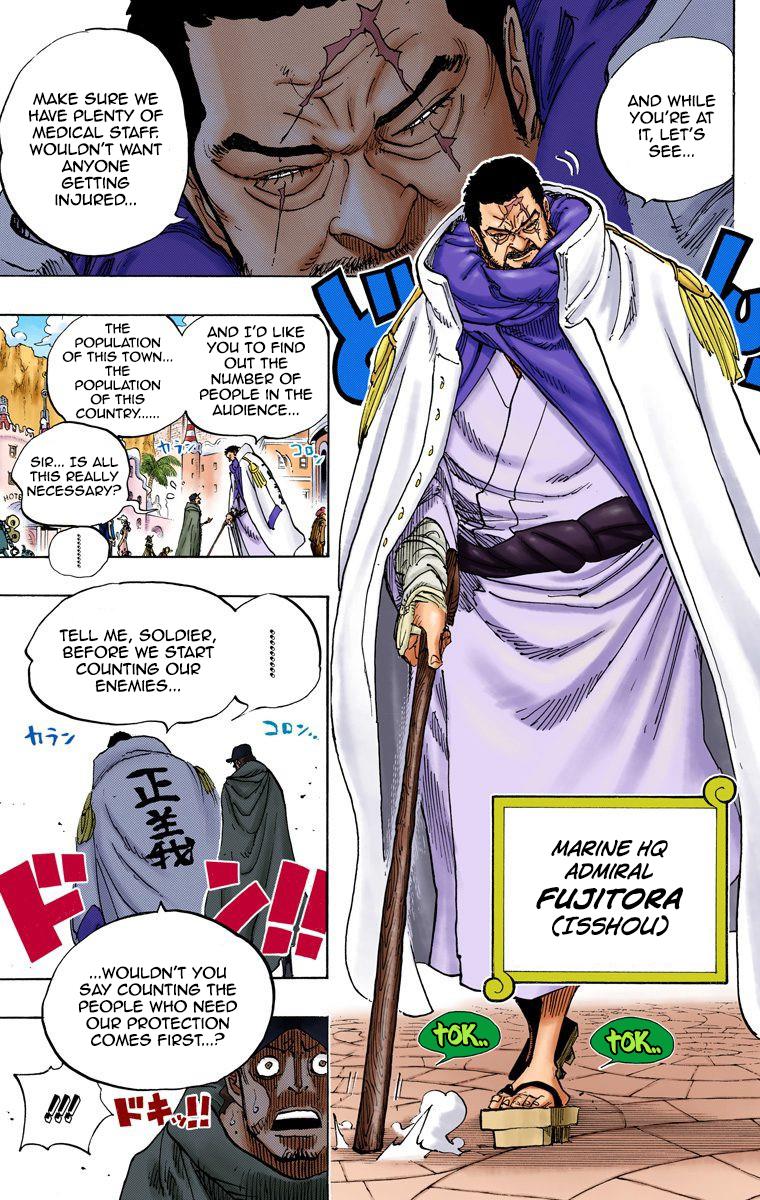 AND WHILE
YOU'RE AT
IT, LET'S
SEE...
MAKE SURE WE
HAVE PLENTY OF
MEDICAL STAFF.
WOULDN'T WANT
ANYONE
GETTING
INJURED...
ど
ん
MARINE HQ
ADMIRAL
FUJITORA
(ISSHOU)
TOK..
TOK..
AND I'D LIKE
YOU TO FIND
OUT THE
NUMBER OF
PEOPLE IN THE
AUDIENCE...
THE
POPULATION
OF THIS TOWN...
THE
POPULATION
OF THIS
COUNTRY......
カラン
コロン
SIR... IS ALL
THIS REALLY
NECESSARY?
HOTE
.........
.........
TELL ME, SOLDIER,
BEFORE WE START
COUNTING OUR
ENEMIES...
カラン
コロン..
正義
ドン!!
...WOULDN'T YOU
SAY COUNTING THE
PEOPLE WHO NEED
OUR PROTECTION
COMES FIRST...?
!!!
ドキッ!!